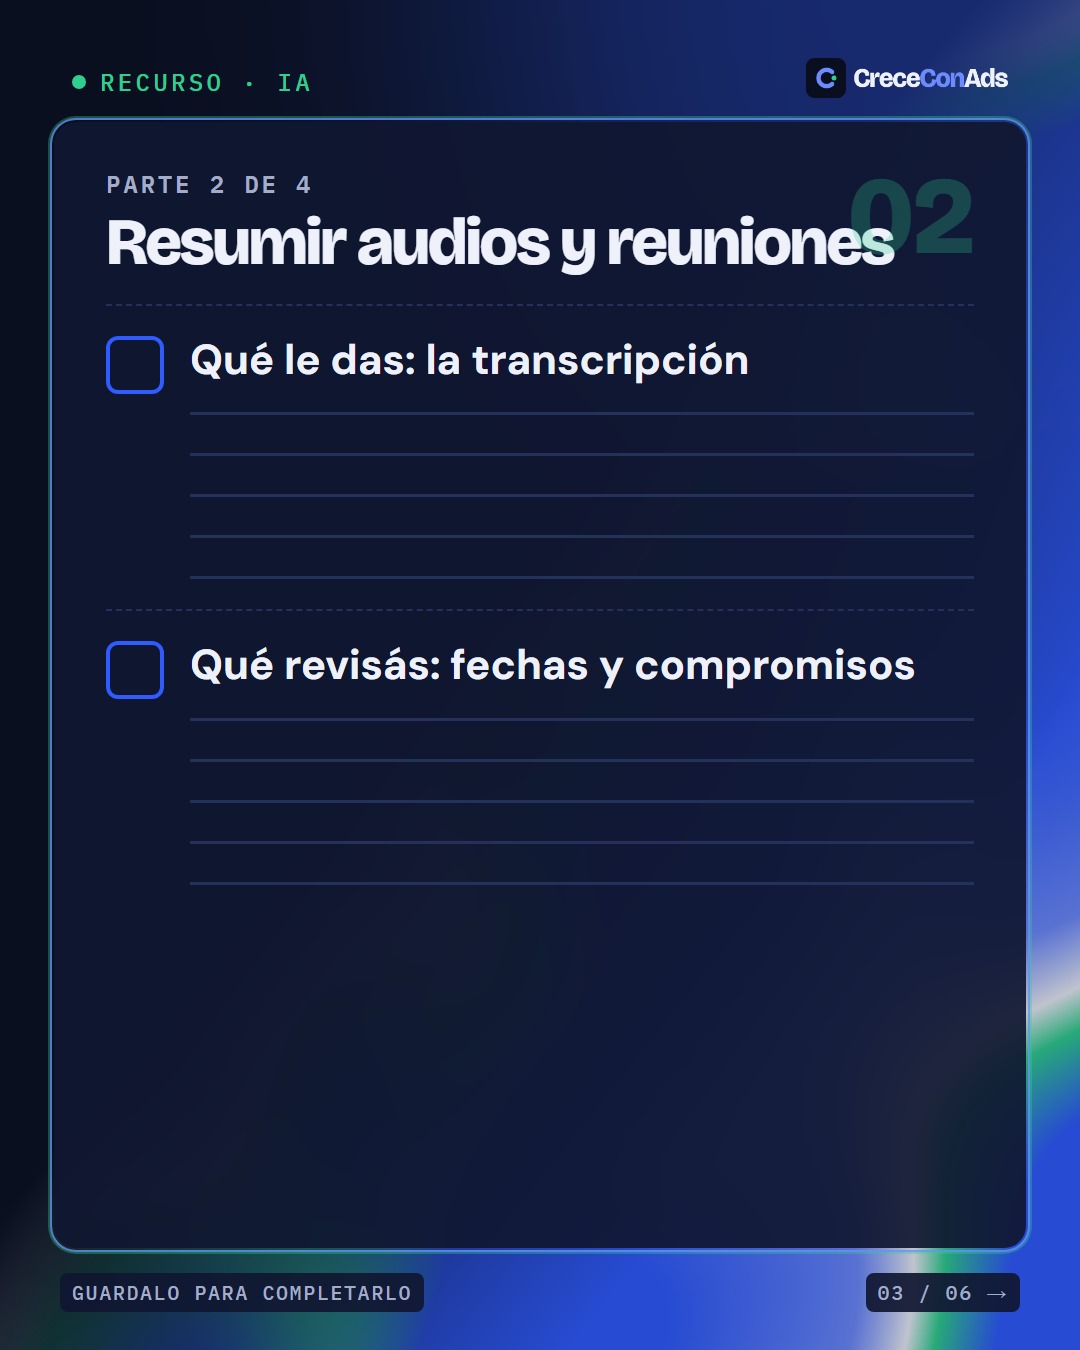 RECURSO · IA
CreceConAds
PARTE 2 DE 4
02
Resumir audios y reuniones
Qué le das: la transcripción
Qué revisás: fechas y compromisos
GUARDALO PARA COMPLETARLO
03 / 06 →